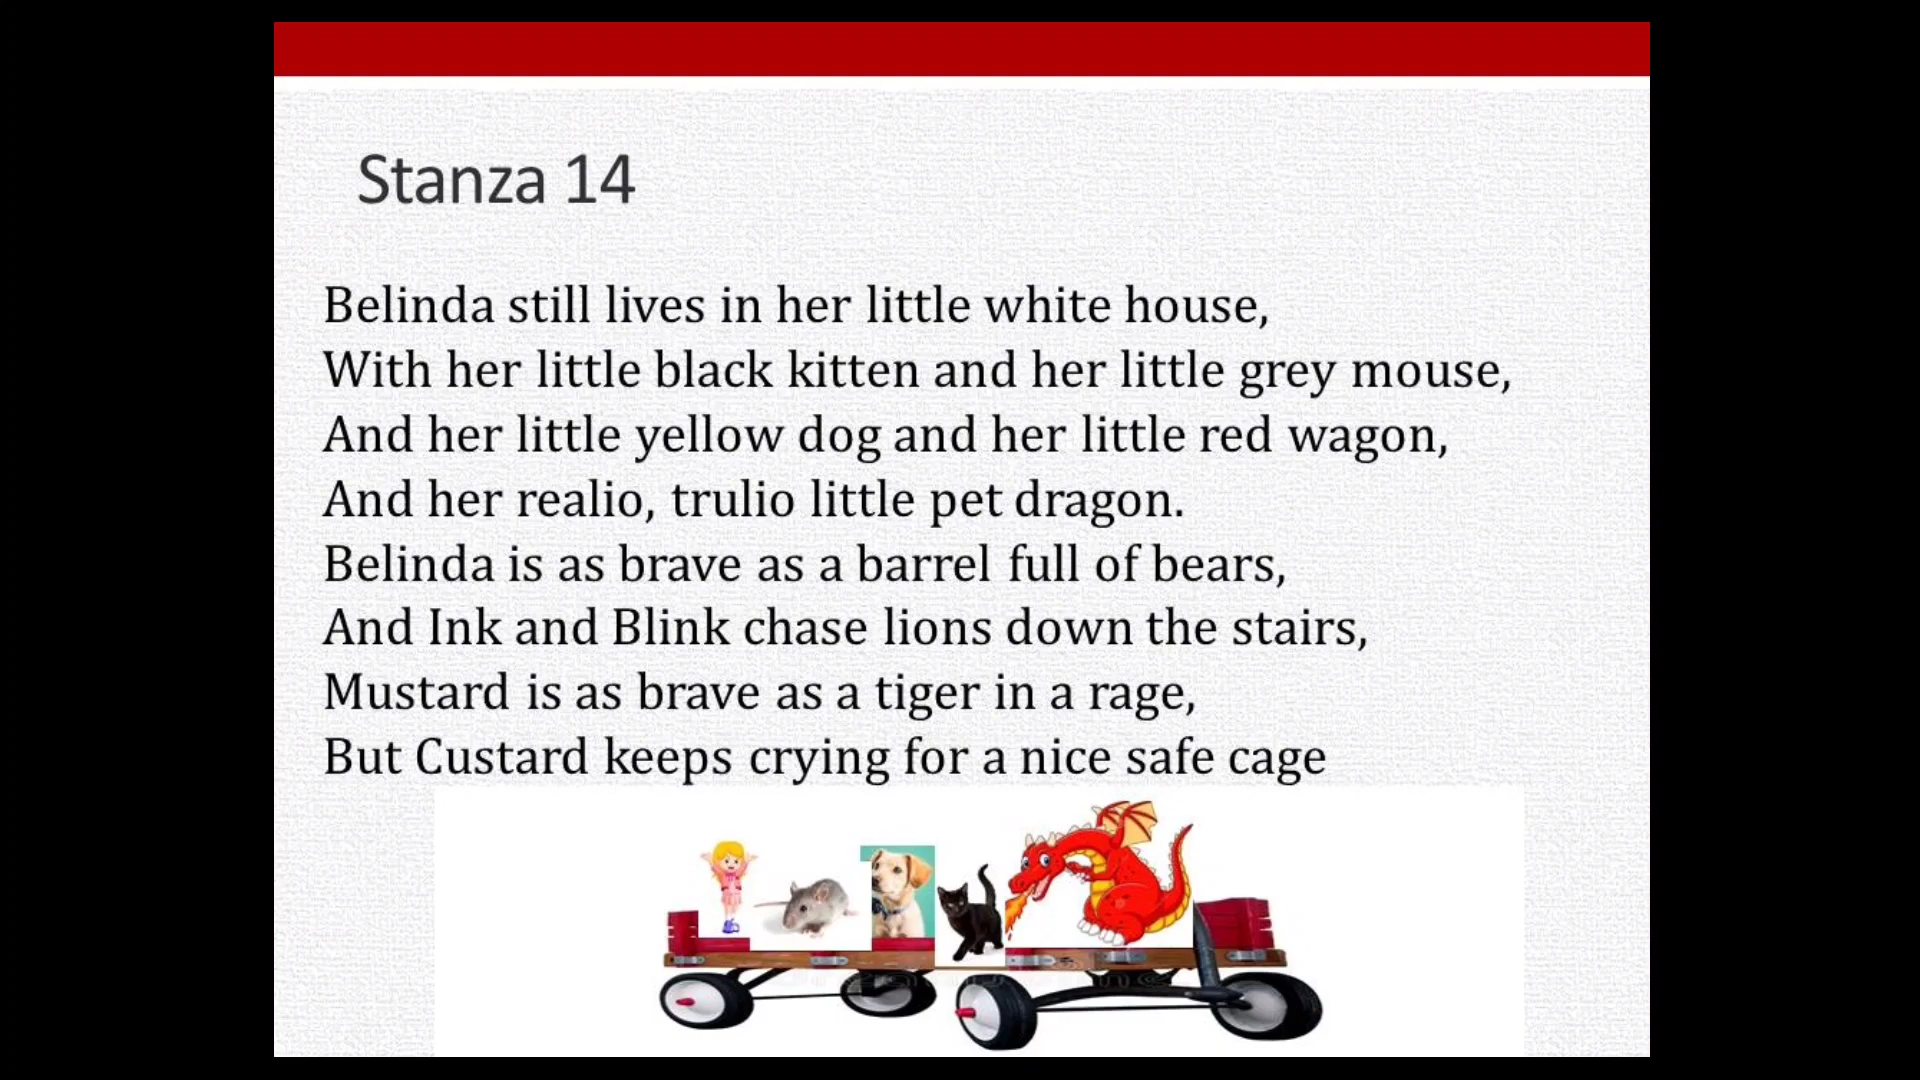 Stanza 14
Belinda still lives in her little white house,
With her little black kitten and her little grey mouse,
And her little yellow dog and her little red wagon,
And her realio, trulio little pet dragon.
Belinda is as brave as a barrel full of bears,
And Ink and Blink chase lions down the stairs,
Mustard is as brave as a tiger in a rage,
But Custard keeps crying for a nice safe cage